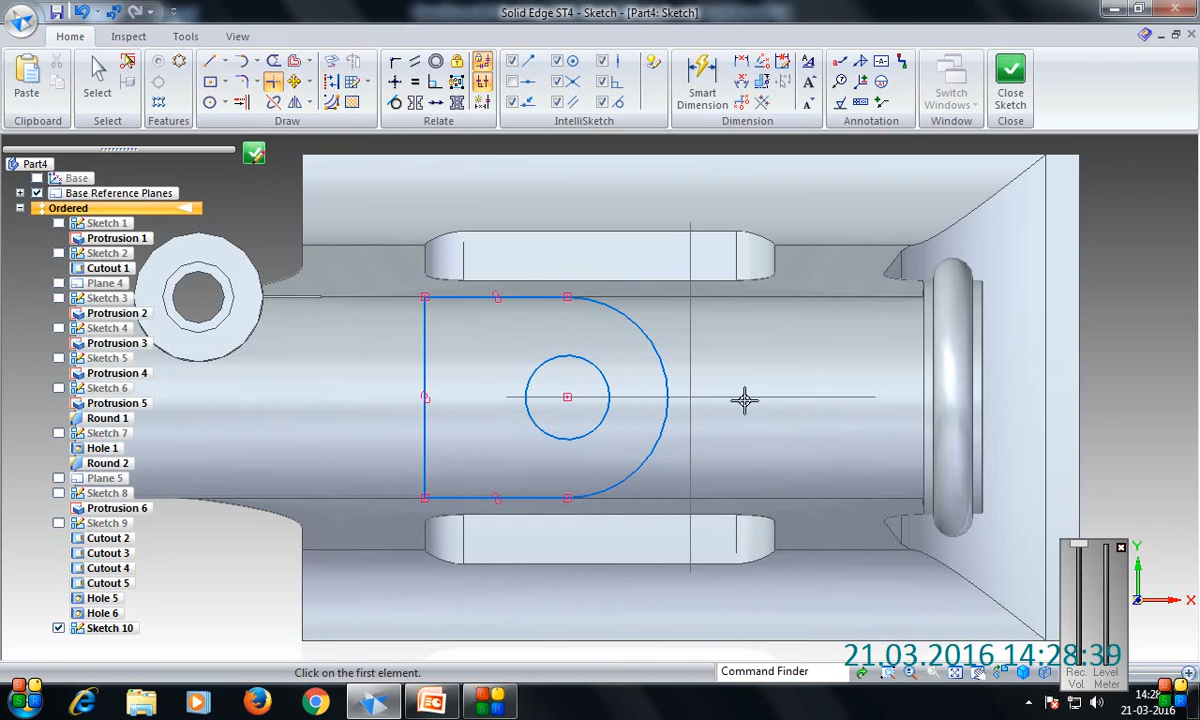 Solid Edge ST4 - Sketch - [Part4: Sketch]
Home Inspect Tools View
Paste
Select
Smart
Dimension
Switch
Windows
Close
Sketch
Clipboard Select Features Draw Relate IntelliSketch Dimension Annotation Window Close
Part4
Base
Base Reference Planes
Ordered
Sketch 1
Protrusion 1
Sketch 2
Cutout 1
Plane 4
Sketch 3
Protrusion 2
Sketch 4
Protrusion 3
Sketch 5
Protrusion 4
Sketch 6
Protrusion 5
Round 1
Sketch 7
Hole 1
Round 2
Plane 5
Sketch 8
Protrusion 6
Sketch 9
Cutout 2
Cutout 3
Cutout 4
Cutout 5
Hole 5
Hole 6
Sketch 10
Y
X
21.03.2016 14:28:39
Rec. Level
Vol. Meter
Click on the first element.
Command Finder
14:28
21-03-2016